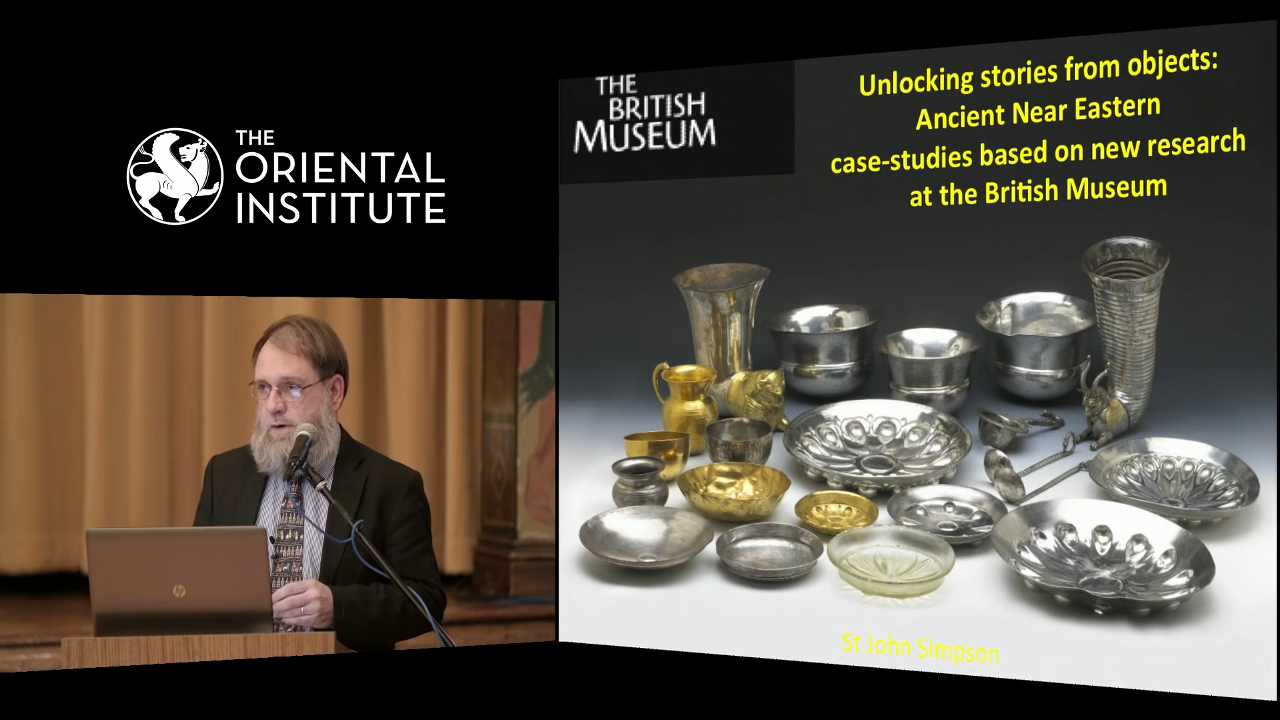 THE
ORIENTAL
INSTITUTE
THE
BRITISH
MUSEUM
Unlocking stories from objects:
Ancient Near Eastern
case-studies based on new research
at the British Museum
St John Simpson
hp